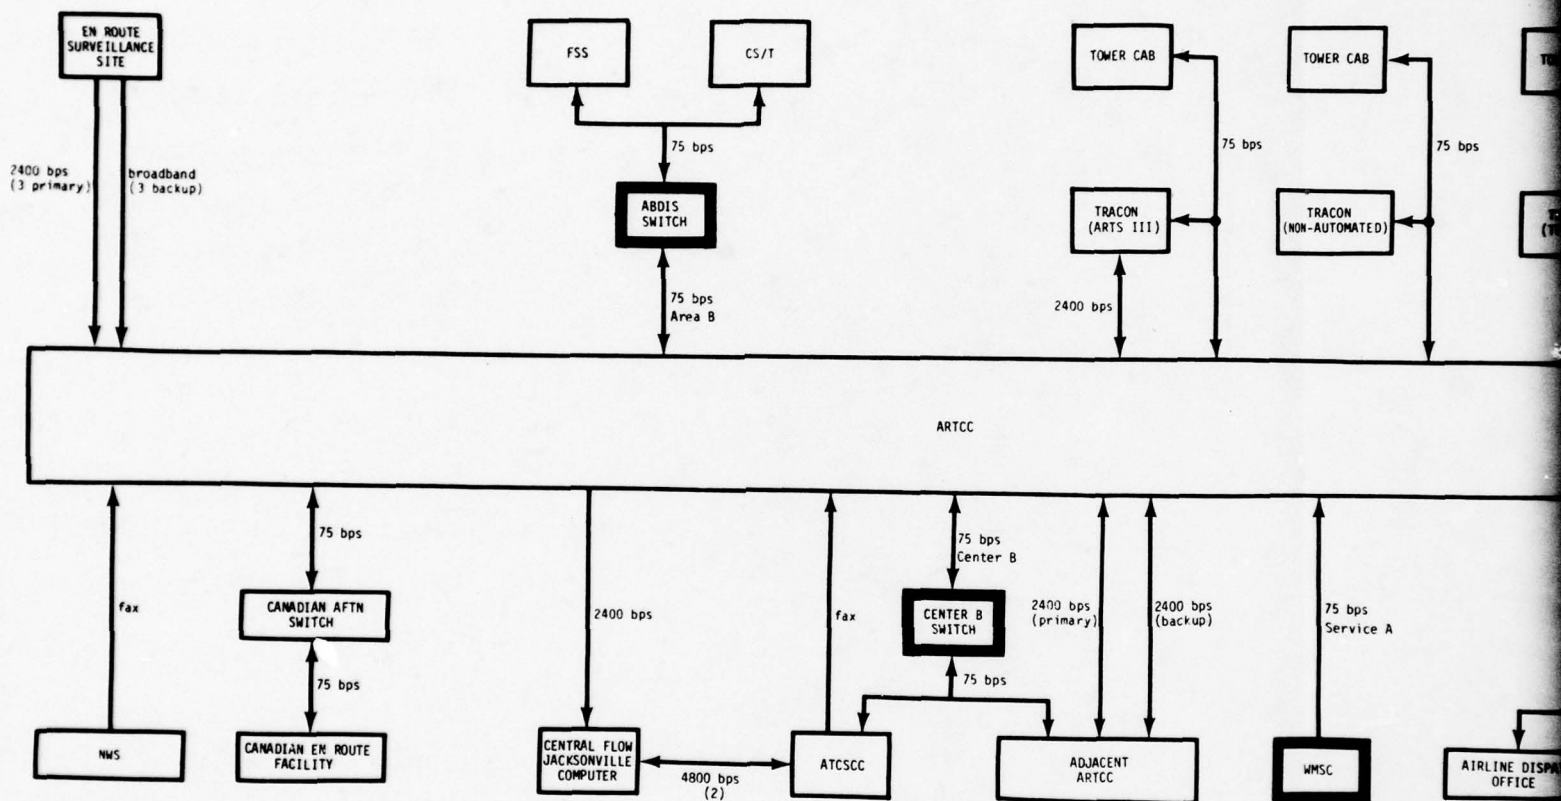 EN ROUTE
SURVEILLANCE
SITE
FSS
CS/T
TOWER CAB
TOWER CAB
75 bps
75 bps
75 bps
2400 bps
(3 primary)
broadband
(3 backup)
ABDIS
SWITCH
TRACON
(ARTS III)
TRACON
(NON-AUTOMATED)
75 bps
Area B
2400 bps
ARTCC
75 bps
75 bps
Center B
fax
CANADIAN AFTN
SWITCH
2400 bps
fax
CENTER B
SWITCH
2400 bps
(primary)
2400 bps
(backup)
75 bps
Service A
75 bps
75 bps
NWS
CANADIAN EN ROUTE
FACILITY
CENTRAL FLOW
JACKSONVILLE
COMPUTER
4800 bps
(2)
ATCSCC
ADJACENT
ARTCC
WMSC
AIRLINE
OFFICE